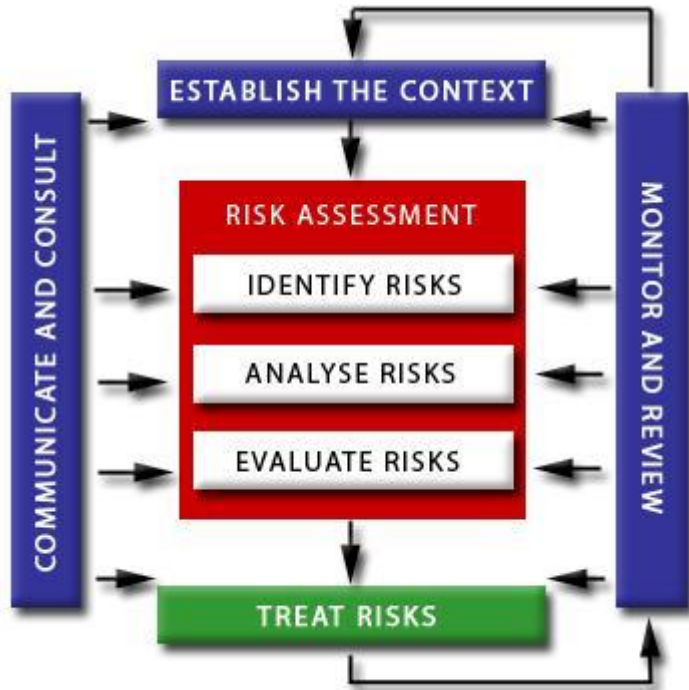 ESTABLISH THE CONTEXT
COMMUNICATE AND CONSULT
RISK ASSESSMENT
IDENTIFY RISKS
ANALYSE RISKS
EVALUATE RISKS
MONITOR AND REVIEW
TREAT RISKS